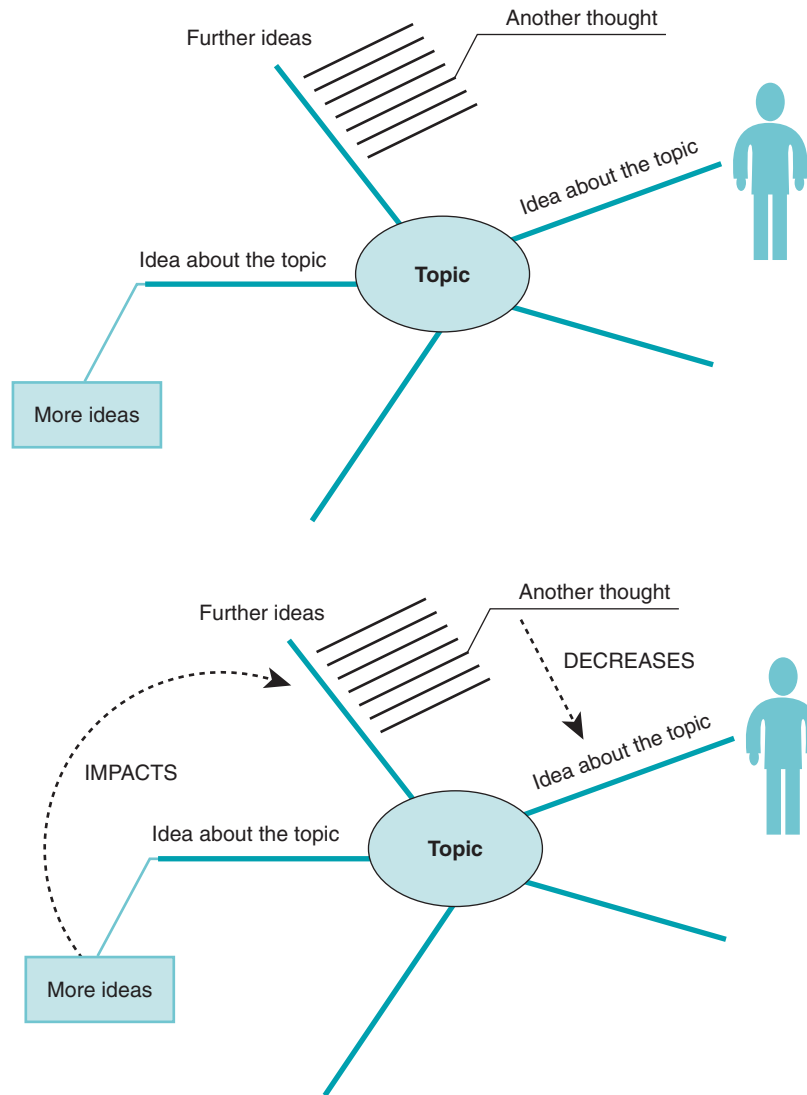 Another thought
Further ideas
Idea about the topic
Idea about the topic
Topic
More ideas
Another thought
Further ideas
DECREASES
Idea about the topic
IMPACTS
Idea about the topic
Topic
More ideas